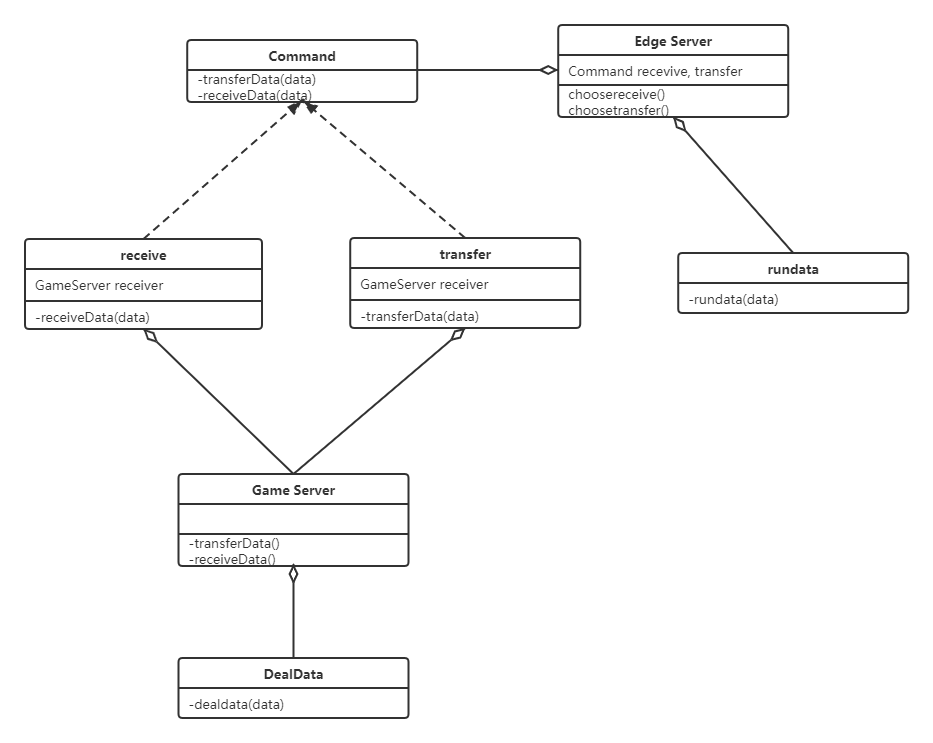 Command
-transferData(data)
-receiveData(data)
Edge Server
Command recevive, transfer
choosereceive()
choosetransfer()
receive
GameServer receiver
-receiveData(data)
transfer
GameServer receiver
-transferData(data)
rundata
-rundata(data)
Game Server
-transferData()
-receiveData()
DealData
-dealdata(data)